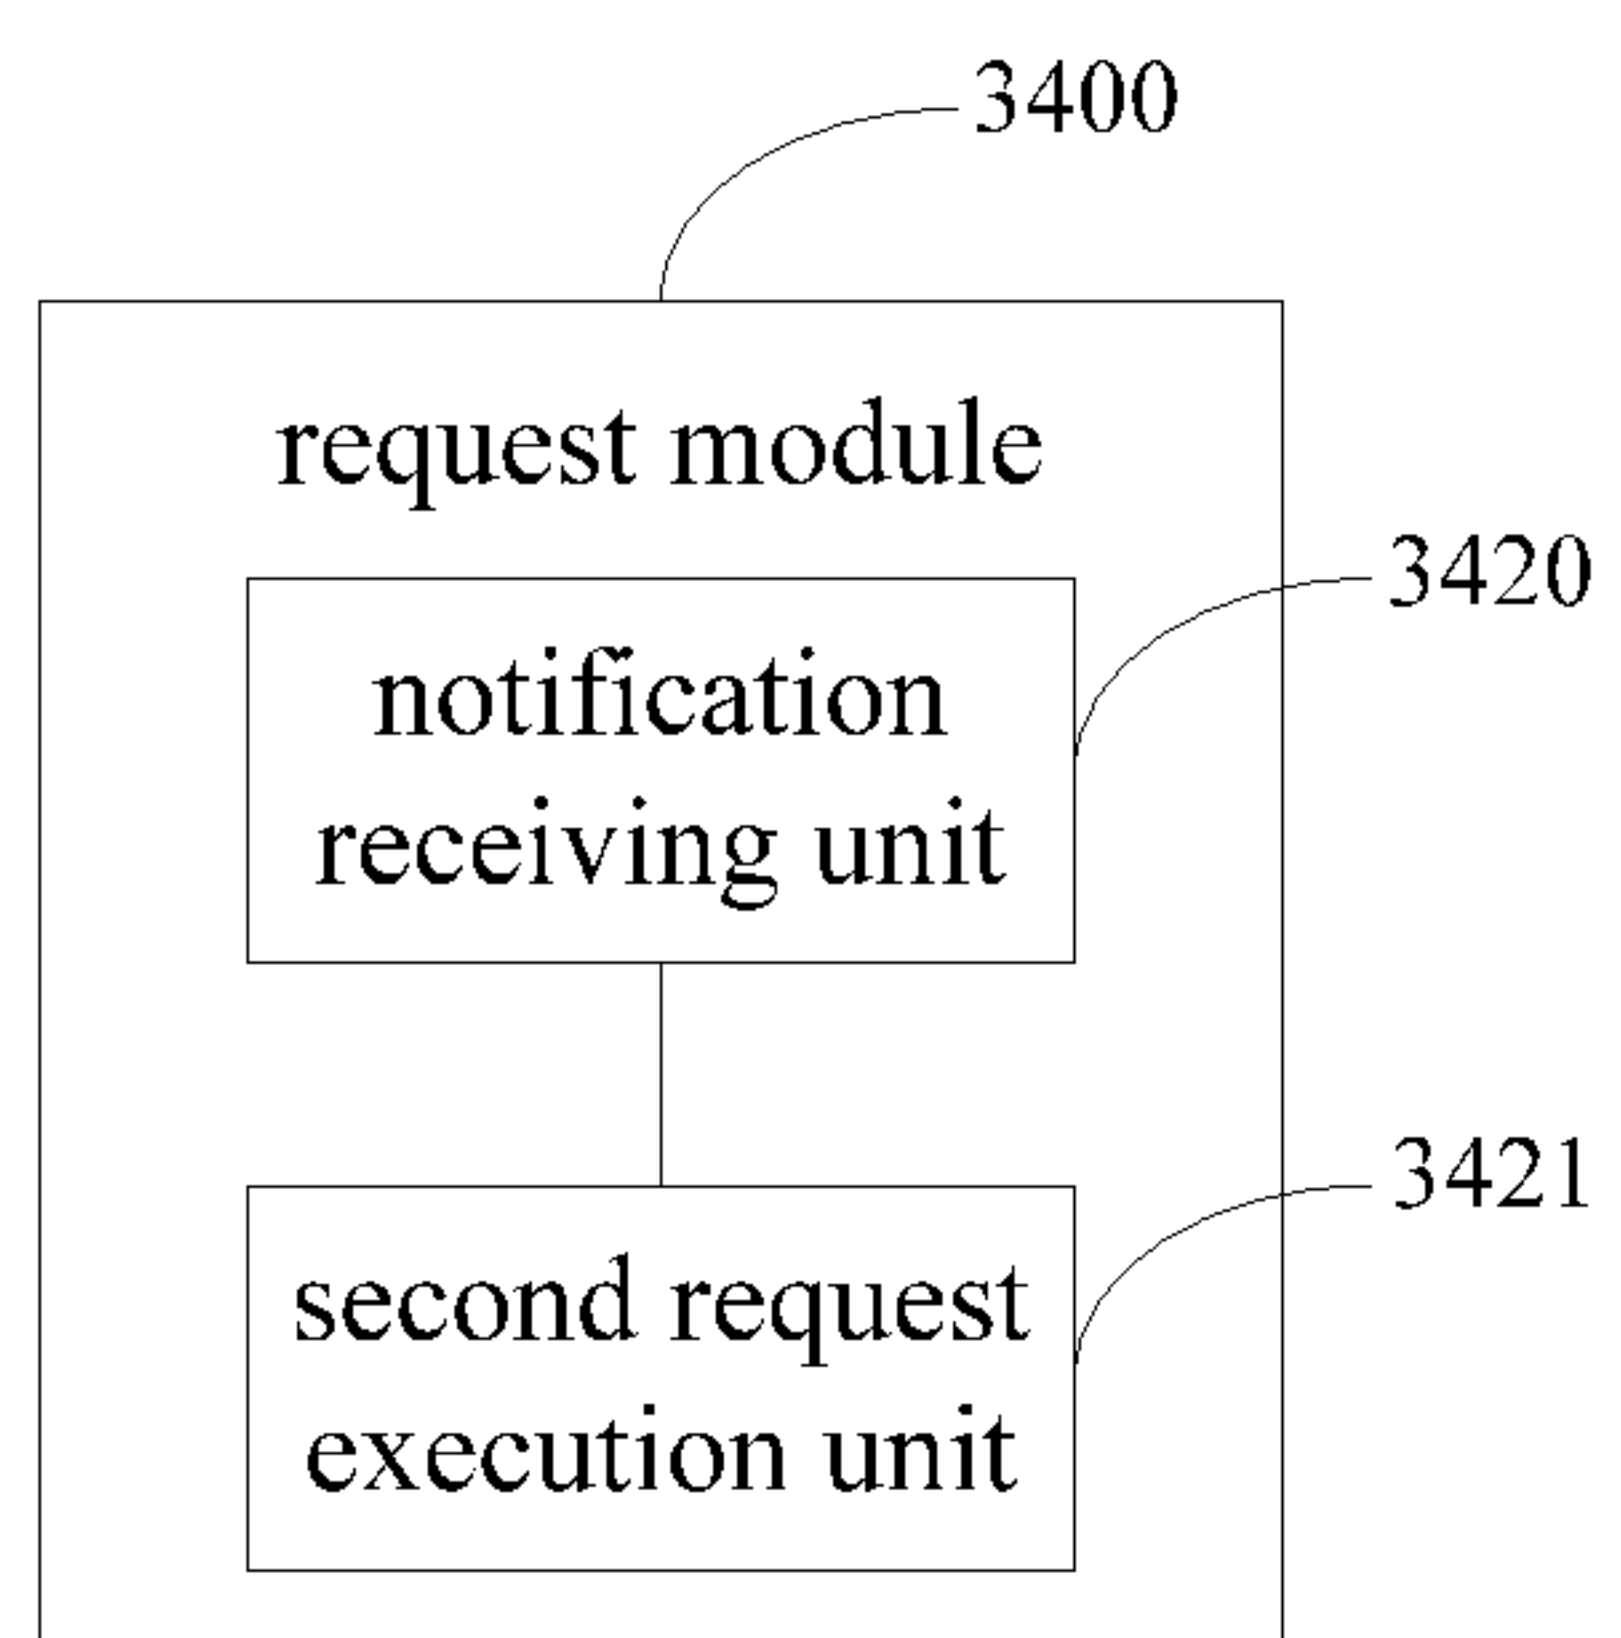 3400
request module
3420
notification
receiving unit
3421
second request
execution unit